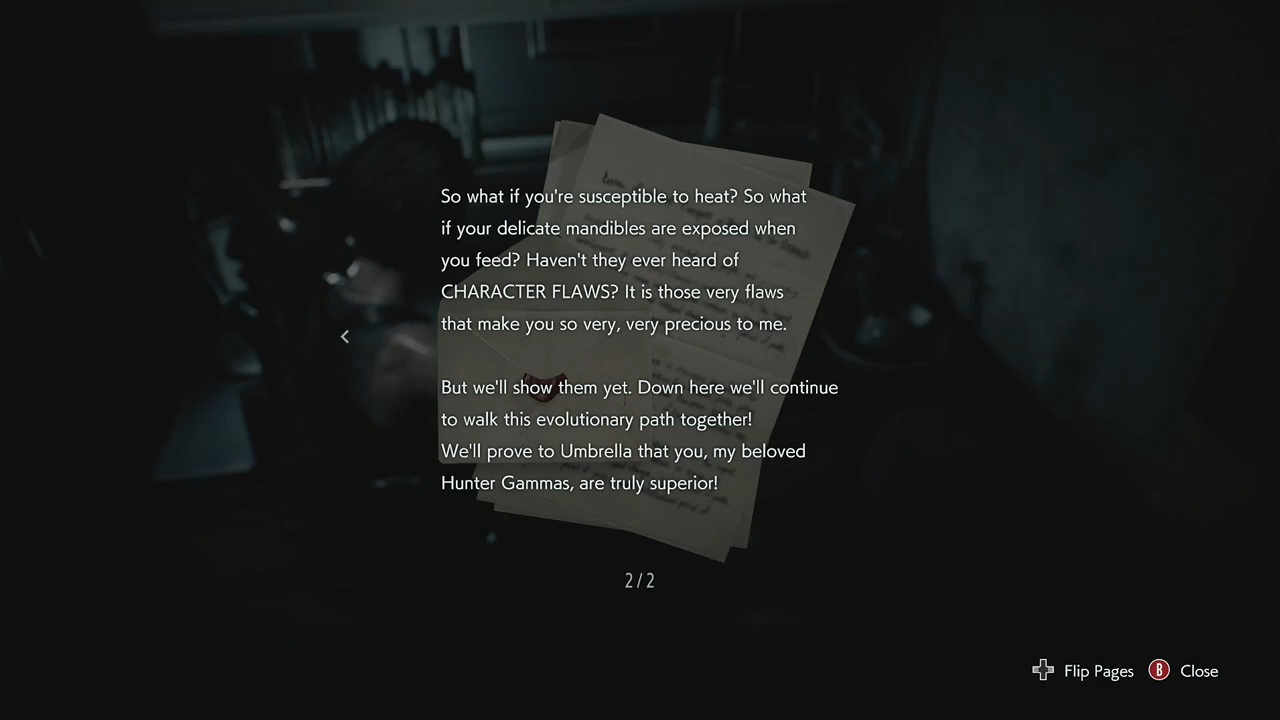 So what if you're susceptible to heat? So what
if your delicate mandibles are exposed when
you feed? Haven't they ever heard of
CHARACTER FLAWS? It is those very flaws
that make you so very, very precious to me.
But we'll show them yet. Down here we'll continue
to walk this evolutionary path together!
We'll prove to Umbrella that you, my beloved
Hunter Gammas, are truly superior!
2 / 2
Flip Pages B Close